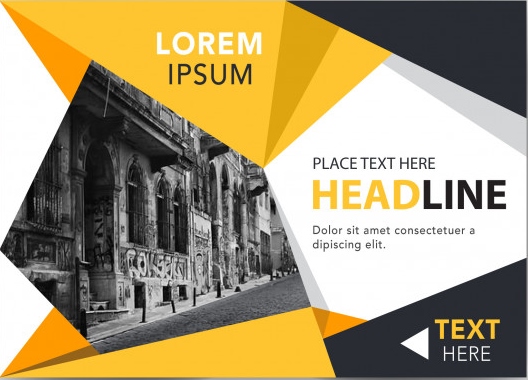 LOREM
IPSUM
PLACE TEXT HERE
HEADLINE
Dolor sit amet consectetuer a
dipiscing elit.
TEXT
HERE